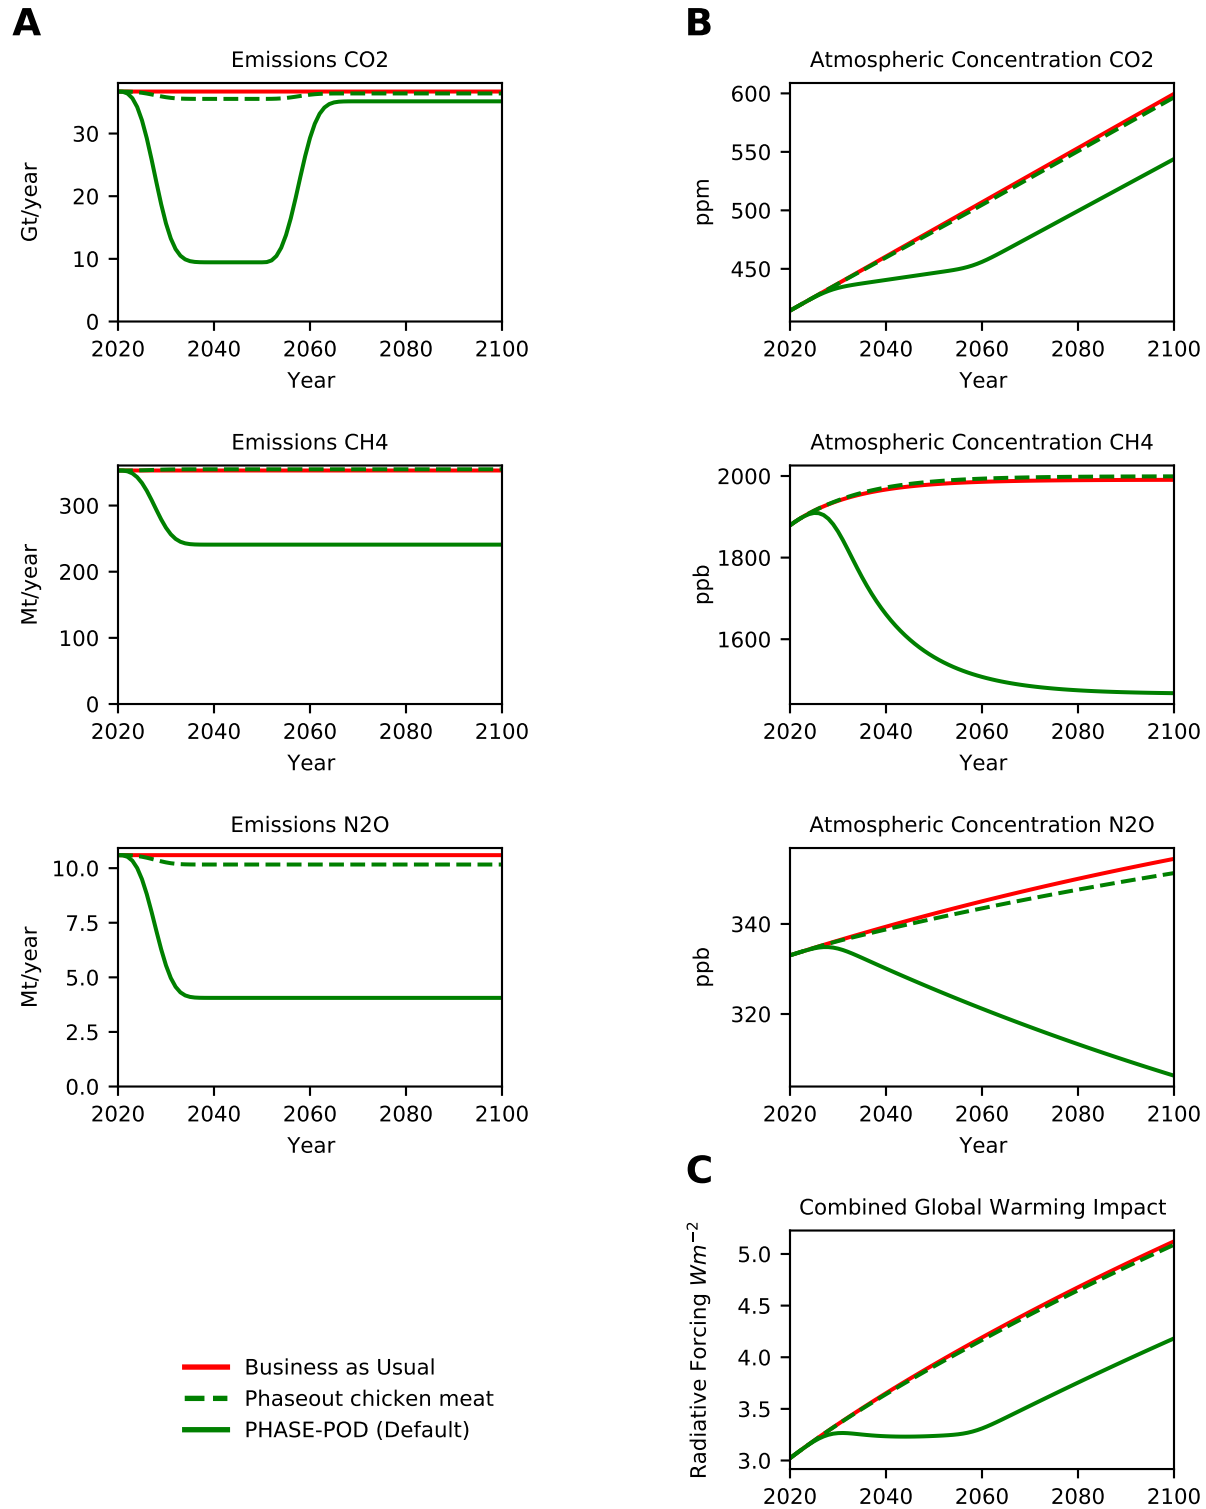 A
B
Emissions CO2
Gt/year
30
20
10
0
2020 2040 2060 2080 2100
Year
Atmospheric Concentration CO2
ppm
600
550
500
450
2020 2040 2060 2080 2100
Year
Emissions CH4
Mt/year
300
200
100
0
2020 2040 2060 2080 2100
Year
Atmospheric Concentration CH4
ppb
2000
1800
1600
2020 2040 2060 2080 2100
Year
Emissions N2O
Mt/year
10.0
7.5
5.0
2.5
0.0
2020 2040 2060 2080 2100
Year
Atmospheric Concentration N2O
ppb
340
320
2020 2040 2060 2080 2100
Year
C
Combined Global Warming Impact
Radiative Forcing Wm⁻²
5.0
4.5
4.0
3.5
3.0
2020 2040 2060 2080 2100
Business as Usual
Phaseout chicken meat
PHASE-POD (Default)